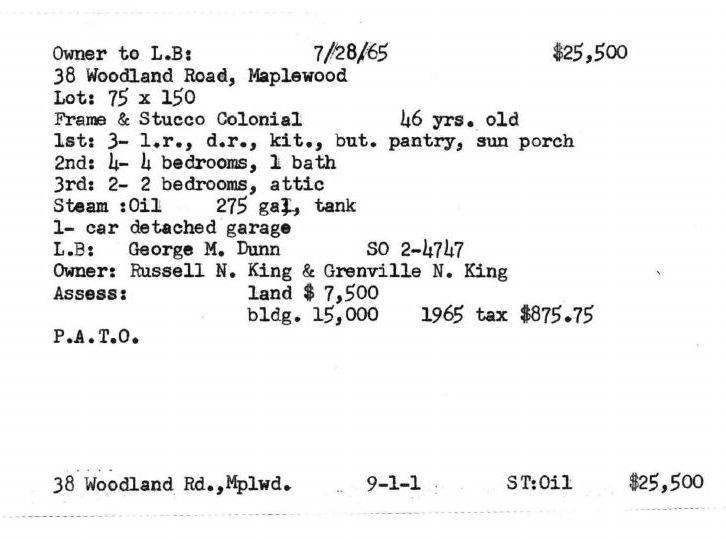 Owner to L.B: 7/28/65 $25,500
38 Woodland Road, Maplewood
Lot: 75 x 150
Frame & Stucco Colonial 46 yrs. old
1st: 3- l.r., d.r., kit., but. pantry, sun porch
2nd: 4- 4 bedrooms, 1 bath
3rd: 2- 2 bedrooms, attic
Steam :Oil 275 gal, tank
1- car detached garage
L.B: George M. Dunn SO 2-4747
Owner: Russell N. King & Grenville N. King
Assess: land $ 7,500
bldg. 15,000 1965 tax $875.75
P.A.T.O.
38 Woodland Rd.,Mplwd. 9-1-1 ST:Oil $25,500